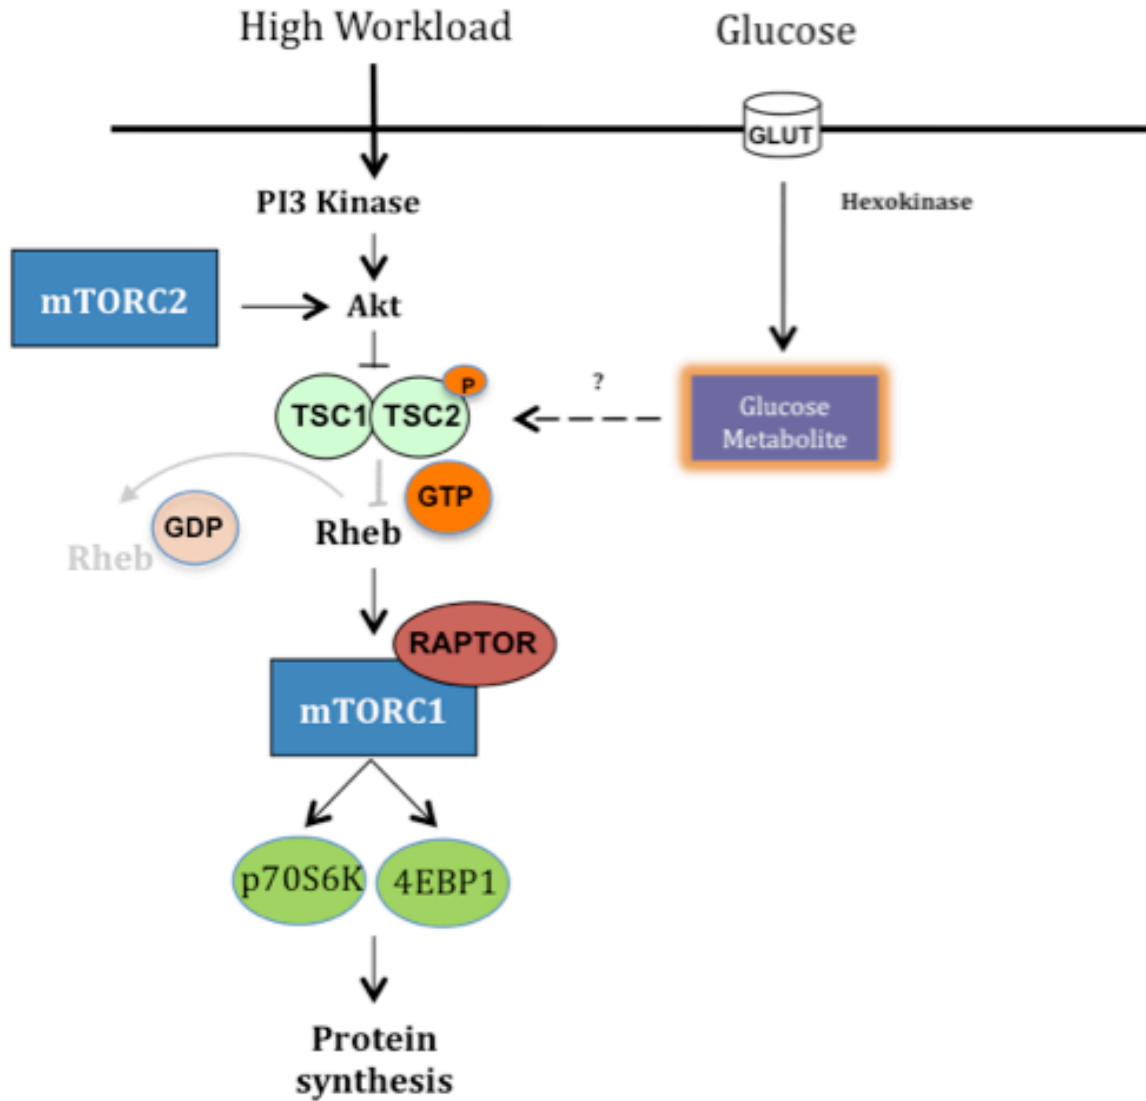 High Workload
Glucose
GLUT
PI3 Kinase
Hexokinase
mTORC2
Akt
P
?
TSC1
TSC2
Glucose
Metabolite
GTP
GDP
Rheb
Rheb
RAPTOR
mTORC1
p70S6K
4EBP1
Protein
synthesis